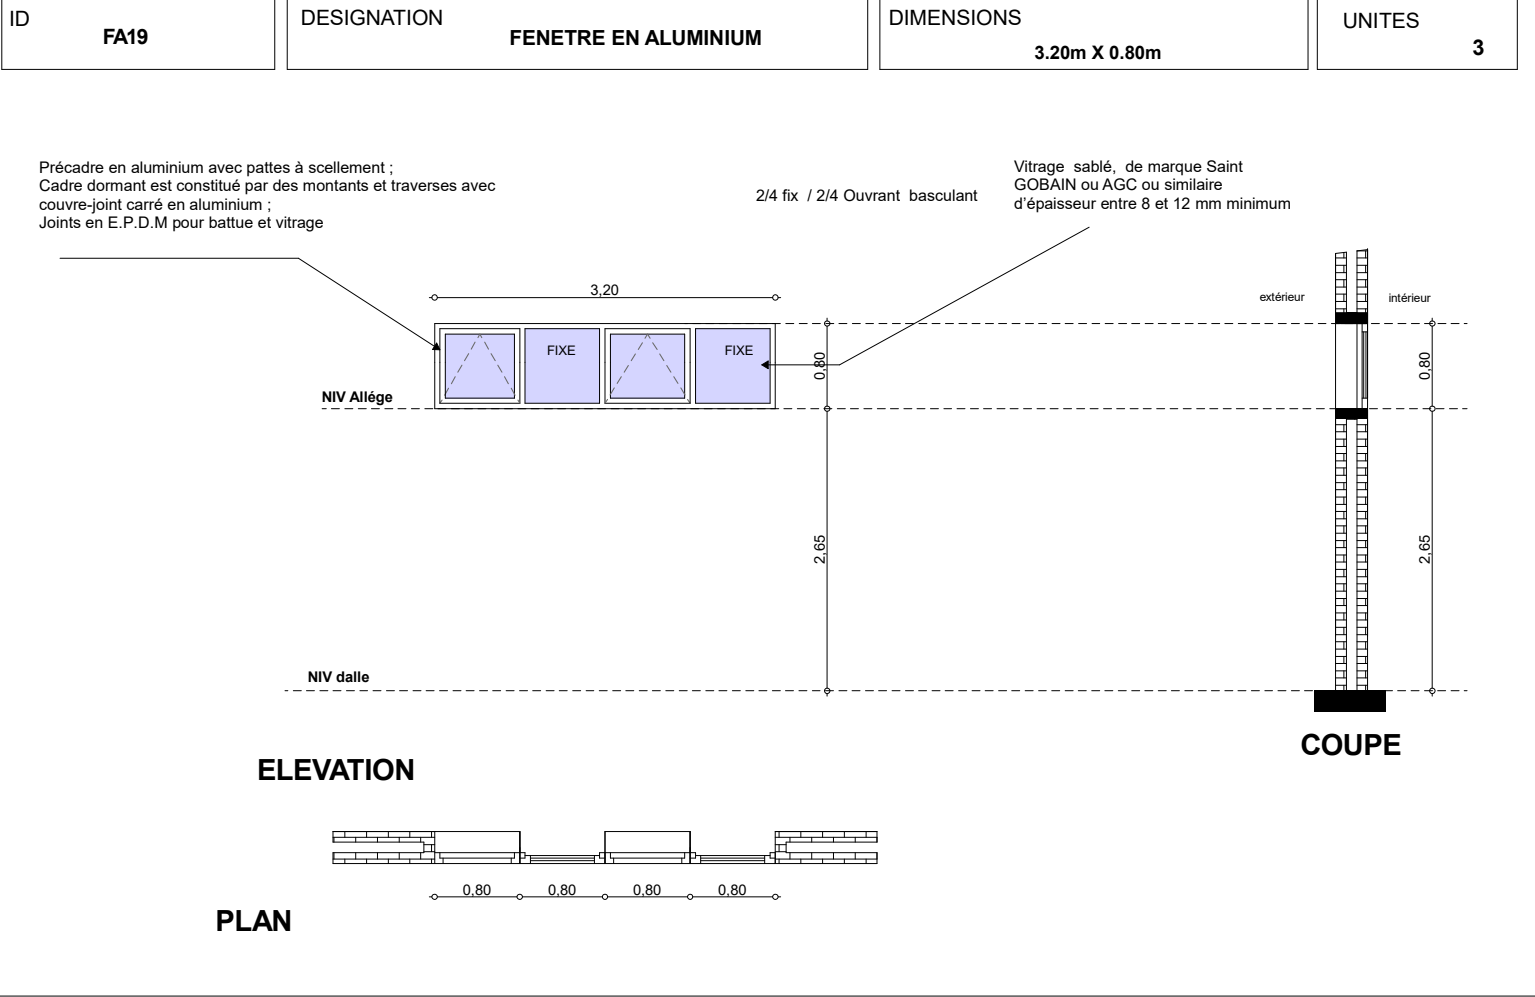 ID
FA19
DESIGNATION
FENETRE EN ALUMINIUM
DIMENSIONS
3.20m X 0.80m
UNITES
3
Précadre en aluminium avec pattes à scellement ;
Cadre dormant est constitué par des montants et traverses avec
couvre-joint carré en aluminium ;
Joints en E.P.D.M pour battue et vitrage
2/4 fix / 2/4 Ouvrant basculant
Vitrage sablé, de marque Saint
GOBAIN ou AGC ou similaire
d'épaisseur entre 8 et 12 mm minimum
3,20
extérieur
intérieur
FIXE
FIXE
0,80
0,80
NIV Allége
2,65
2,65
NIV dalle
COUPE
ELEVATION
0,80
0,80
0,80
0,80
PLAN